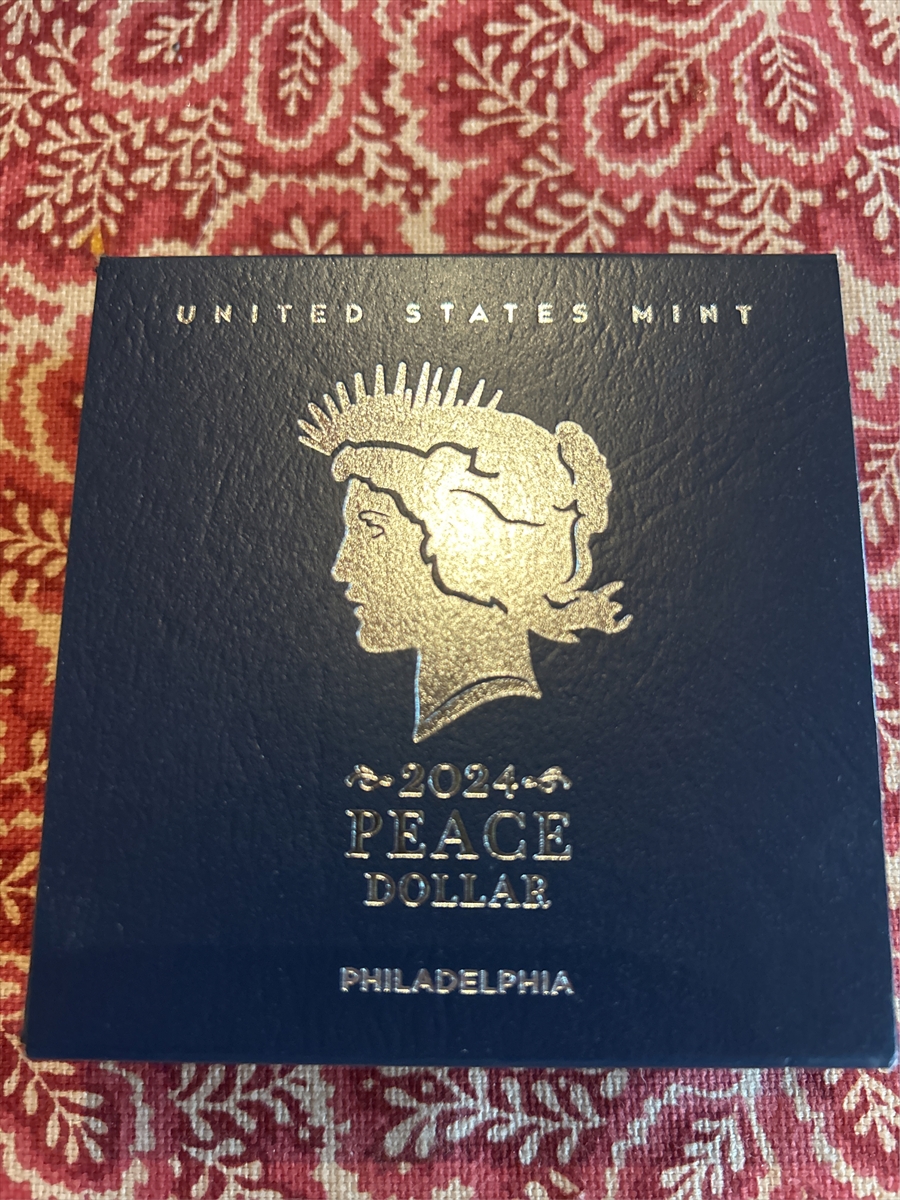 UNITED STATES MINT
2024
PEACE
DOLLAR
PHILADELPHIA